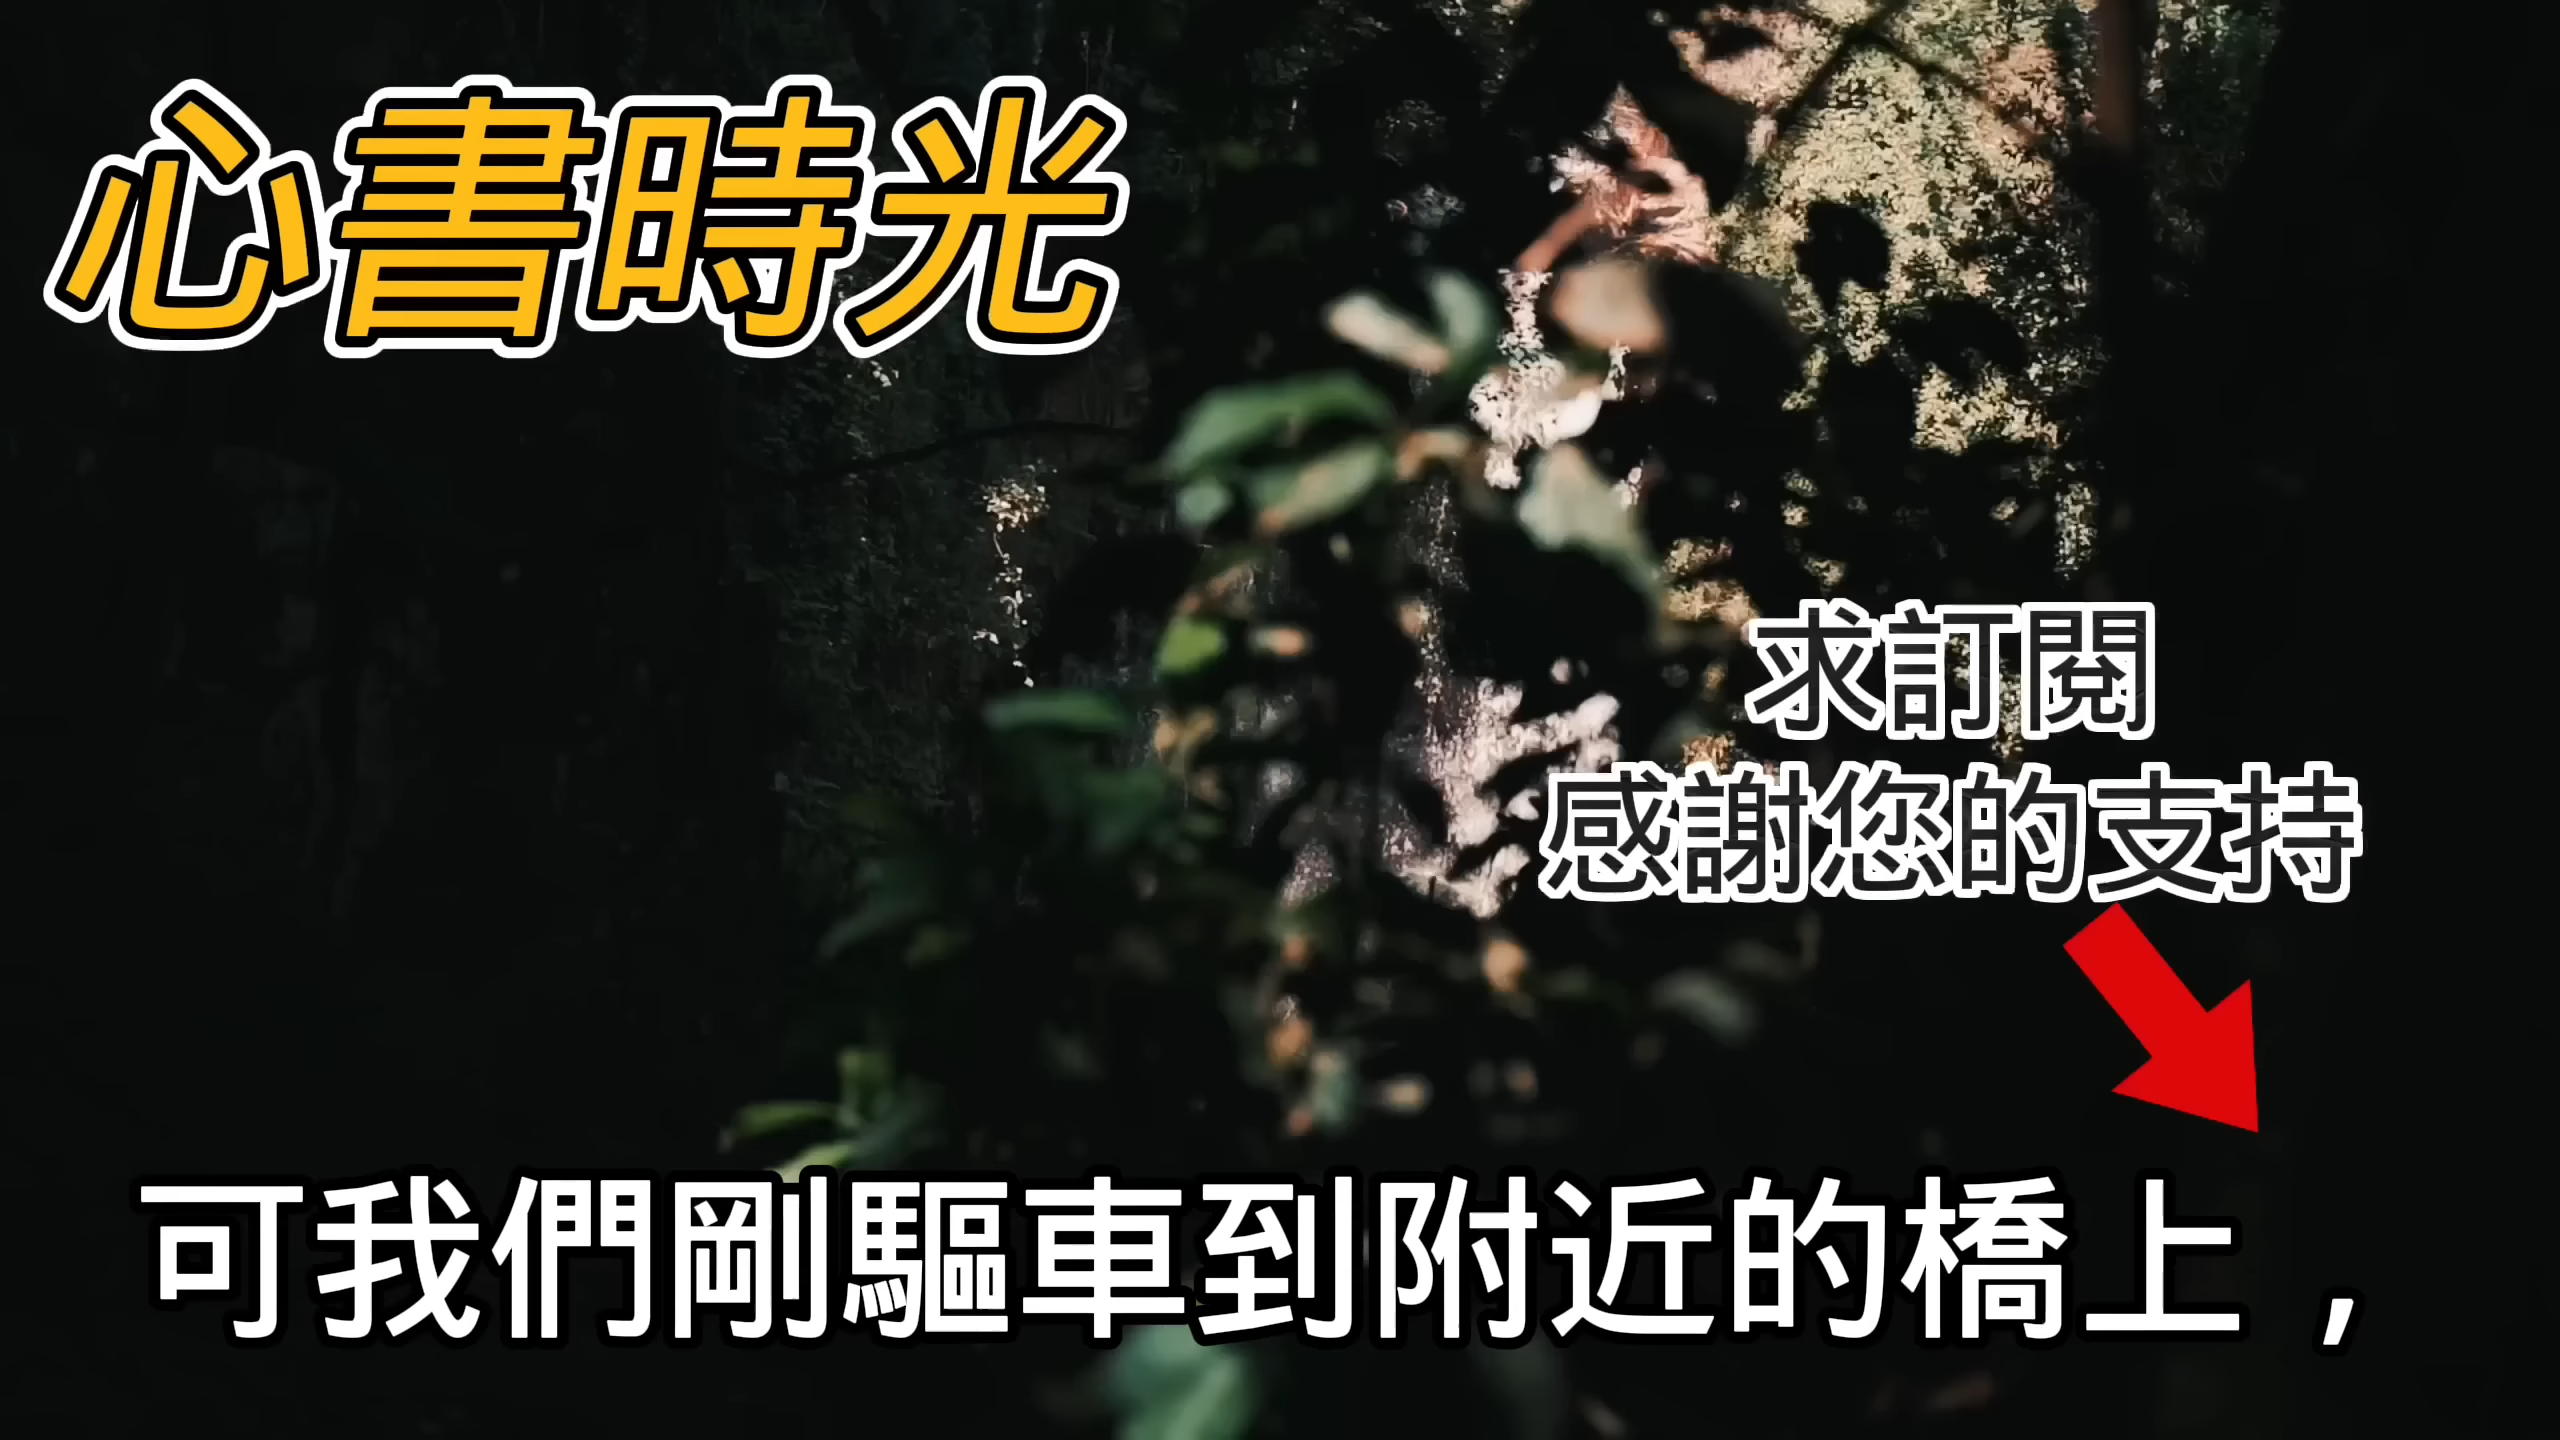 心書時光
求訂閱
感謝您的支持
可我們剛驅車到附近的橋上，